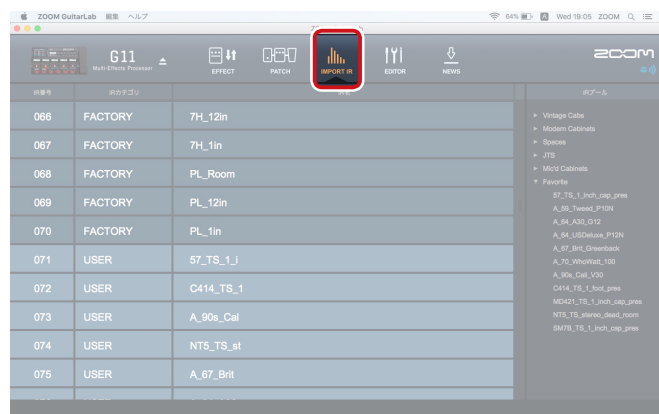 ZOOM GuitarLab 編集 ヘルプ 64% Wed 19:05 ZOOM
G11
Multi-Effects Processor
EFFECT PATCH IMPORT IR EDITOR NEWS
ZOOM
IR番号 IRカテゴリ IRプール
066 FACTORY 7H_12in
067 FACTORY 7H_1in
068 FACTORY PL_Room
069 FACTORY PL_12in
070 FACTORY PL_1in
071 USER 57_TS_1_I
072 USER C414_TS_1
073 USER A_90s_Cal
074 USER NT5_TS_st
075 USER A_67_Brit
Vintage Cabs
Modern Cabinets
Spaces
JTS
Mic'd Cabinets
Favorite
57_TS_1_inch_cap_pres
A_59_Tweed_P10N
A_64_A30_G12
A_64_USDeluxe_P12N
A_67_Brit_Greenback
A_70_WhoWatt_100
A_90s_Cali_V30
C414_TS_1_foot_pres
MD421_TS_1_inch_cap_pres
NT5_TS_stereo_dead_room
SM7B_TS_1_inch_cap_pres